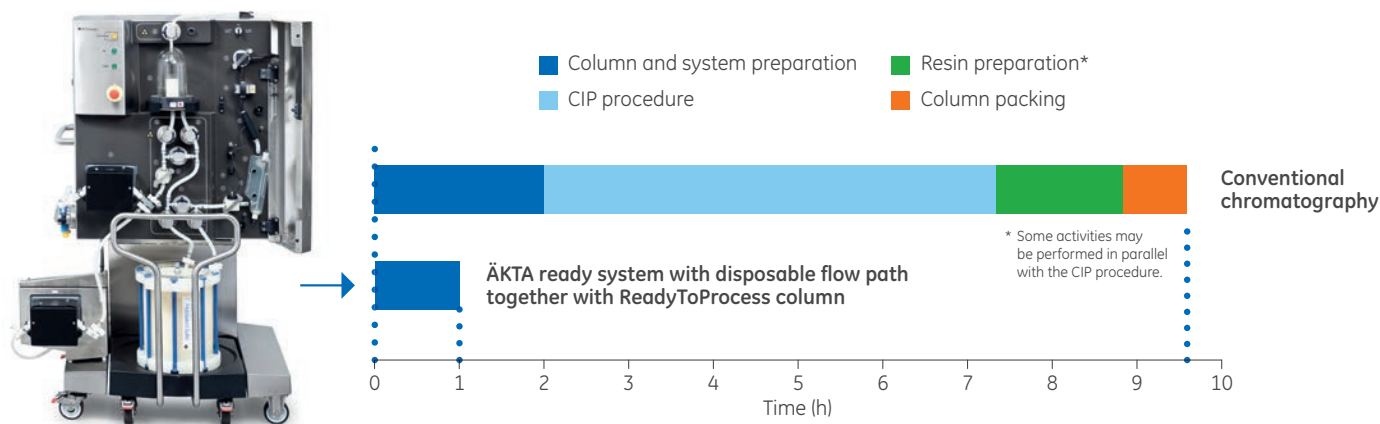 Column and system preparation
Resin preparation*
CIP procedure
Column packing
Conventional
chromatography
* Some activities may
be performed in parallel
with the CIP procedure.
ÄKTA ready system with disposable flow path
together with ReadyToProcess column
0 1 2 3 4 5 6 7 8 9 10
Time (h)